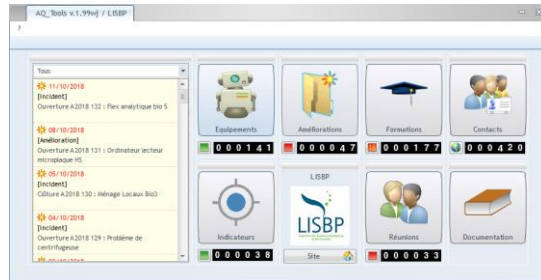 AQ_Tools v.1.99wj / LISBP
Tous
11/10/2018
[Incident]
Ouverture A2018 132 : Flex analytique bio 5
08/10/2018
[Amélioration]
Ouverture A2018 131 : Ordinateur lecteur
microplaque H5
05/10/2018
[Incident]
Clôture A2018 130 : Ménage Locaux Bio3
04/10/2018
[Incident]
Ouverture A2018 129 : Problème de
centrifugeuse
Equipements
000141
Améliorations
000047
Formations
000177
Contacts
000420
Indicateurs
000038
LISBP
LISBP
Site
Réunions
000033
Documentation